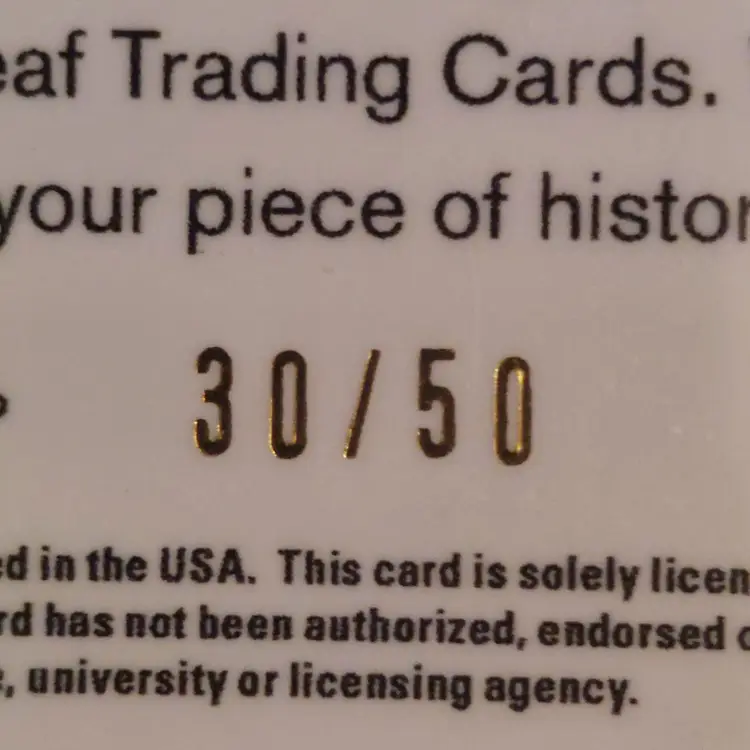 eaf Trading Cards.
your piece of histor
30/50
ed in the USA. This card is solely licen
rd has not been authorized, endorsed o
, university or licensing agency.